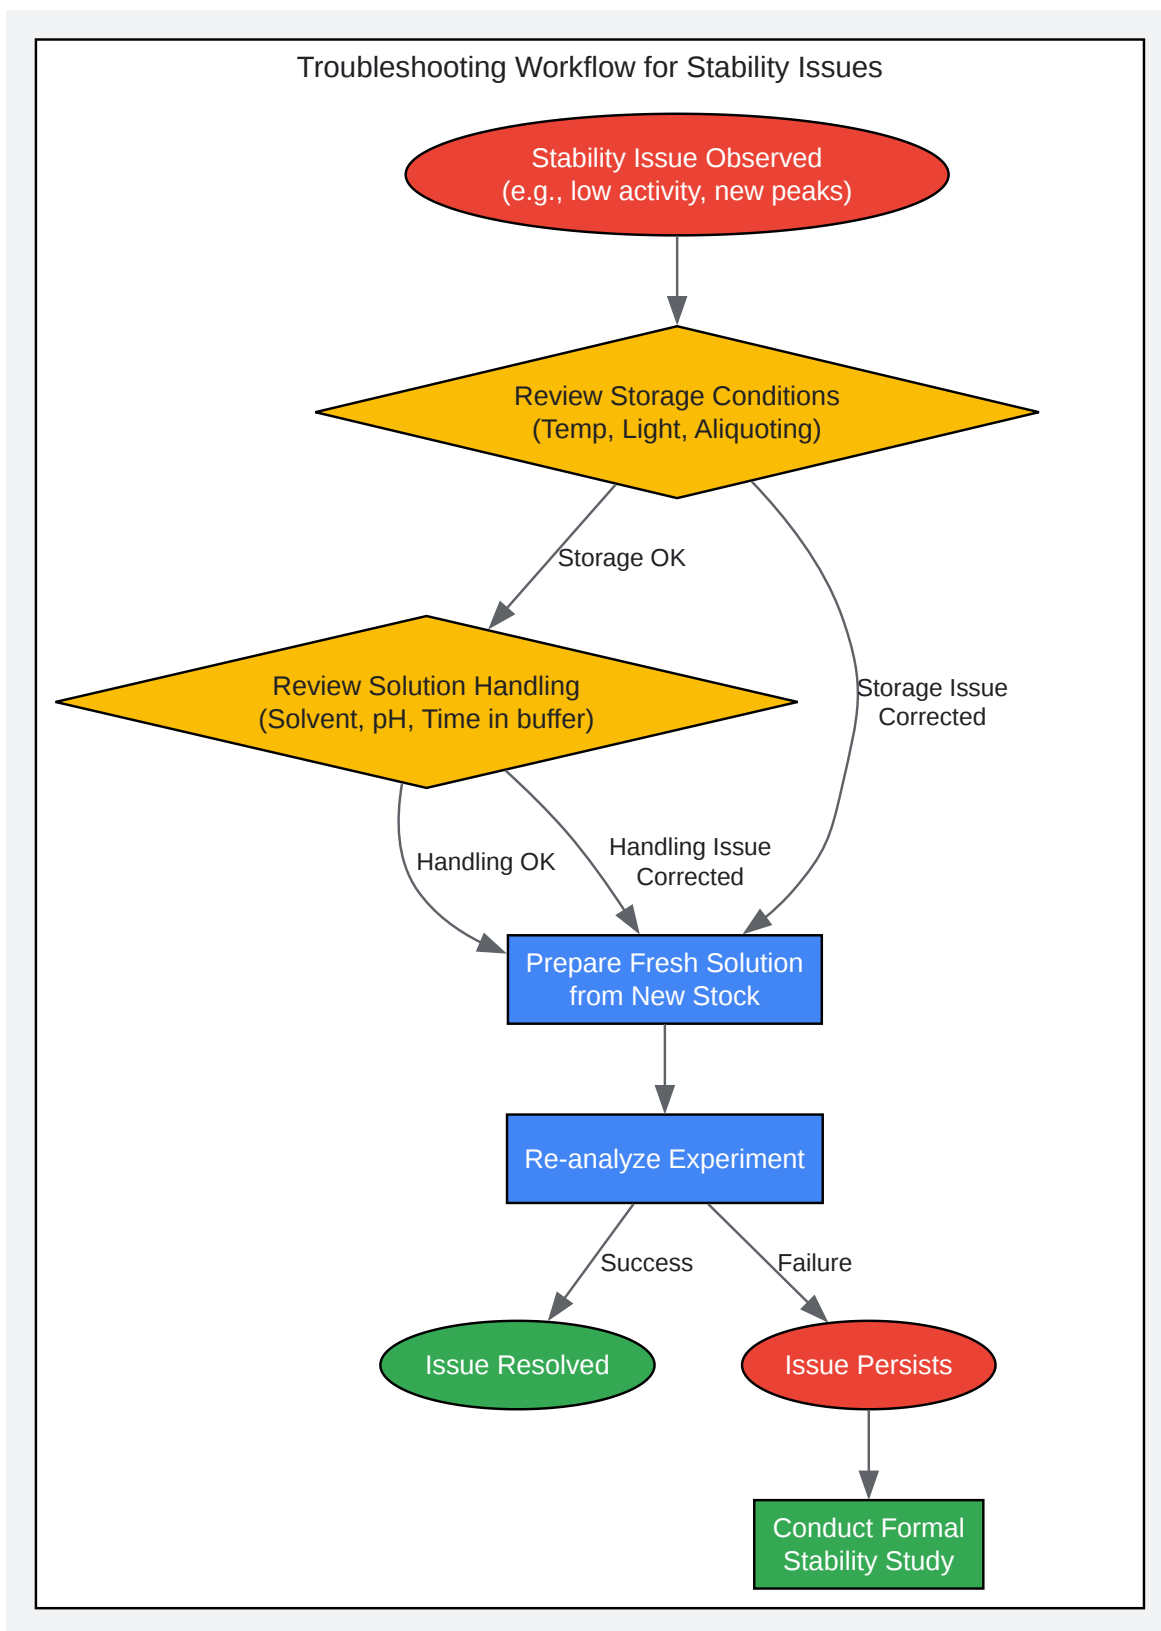 Troubleshooting Workflow for Stability Issues
Stability Issue Observed
(e.g., low activity, new peaks)
Review Storage Conditions
(Temp, Light, Aliquoting)
Storage OK
Review Solution Handling
(Solvent, pH, Time in buffer)
Storage Issue
Corrected
Handling OK
Handling Issue
Corrected
Prepare Fresh Solution
from New Stock
Re-analyze Experiment
Success
Failure
Issue Resolved
Issue Persists
Conduct Formal
Stability Study